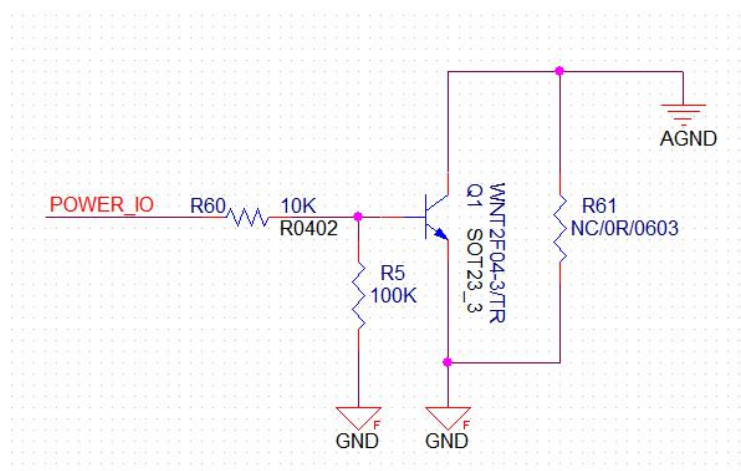 AGND
POWER_IO
R60
10K
R0402
Q1
WNT2F04-3/TR
SOT23_3
R61
NC/0R/0603
R5
100K
F
GND
F
GND